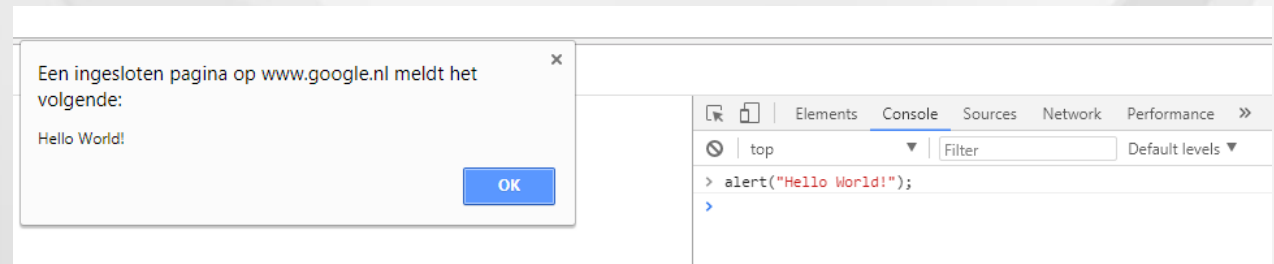 Een ingesloten pagina op www.google.nl meldt het
volgende:
Hello World!
OK
Elements Console Sources Network Performance »
top Filter Default levels ▼
> alert("Hello World!");
>